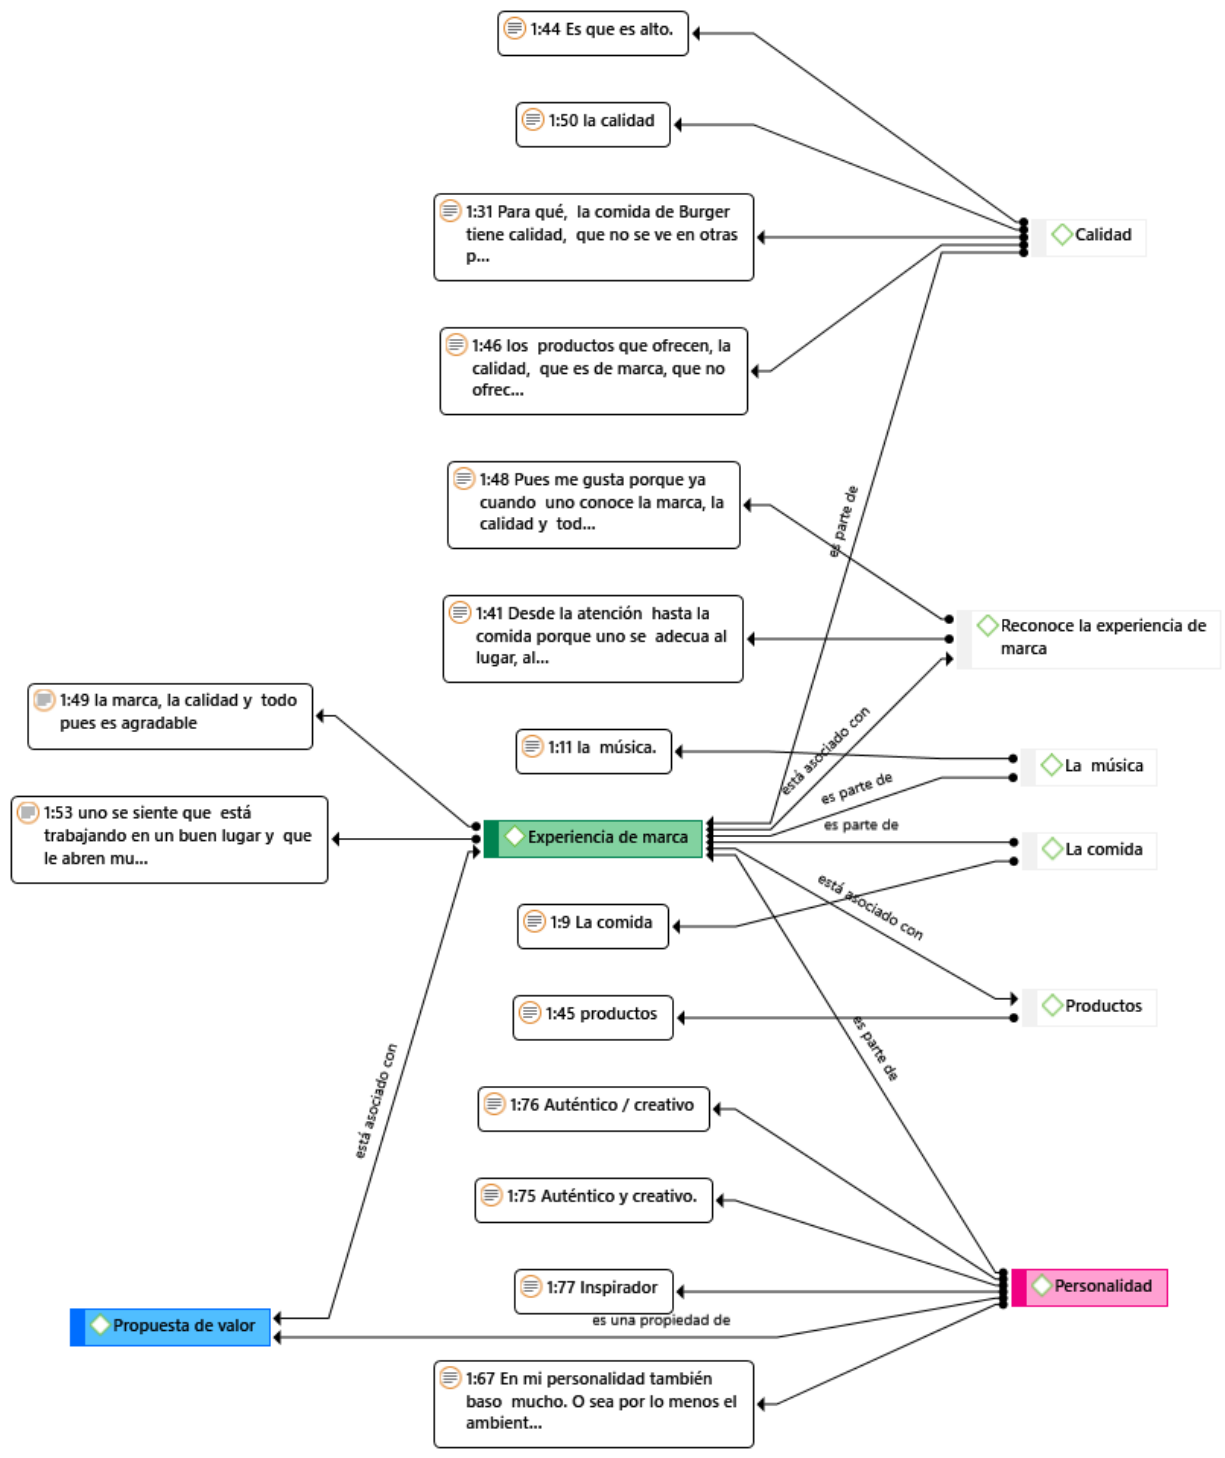 1:44 Es que es alto.
1:50 la calidad
1:31 Para qué, la comida de Burger
tiene calidad, que no se ve en otras
p...
Calidad
1:46 los productos que ofrecen, la
calidad, que es de marca, que no
ofrec...
1:48 Pues me gusta porque ya
cuando uno conoce la marca, la
calidad y tod...
es parte de
1:41 Desde la atención hasta la
comida porque uno se adecua al
lugar, al...
Reconoce la experiencia de
marca
1:49 la marca, la calidad y todo
pues es agradable
1:11 la música.
está asociado con
La música
es parte de
1:53 uno se siente que está
trabajando en un buen lugar y que
le abren mu...
Experiencia de marca
es parte de
La comida
1:9 La comida
está asociado con
1:45 productos
Productos
es parte de
está asociado con
1:76 Auténtico / creativo
1:75 Auténtico y creativo.
1:77 Inspirador
Personalidad
es una propiedad de
Propuesta de valor
1:67 En mi personalidad también
baso mucho. O sea por lo menos el
ambient...